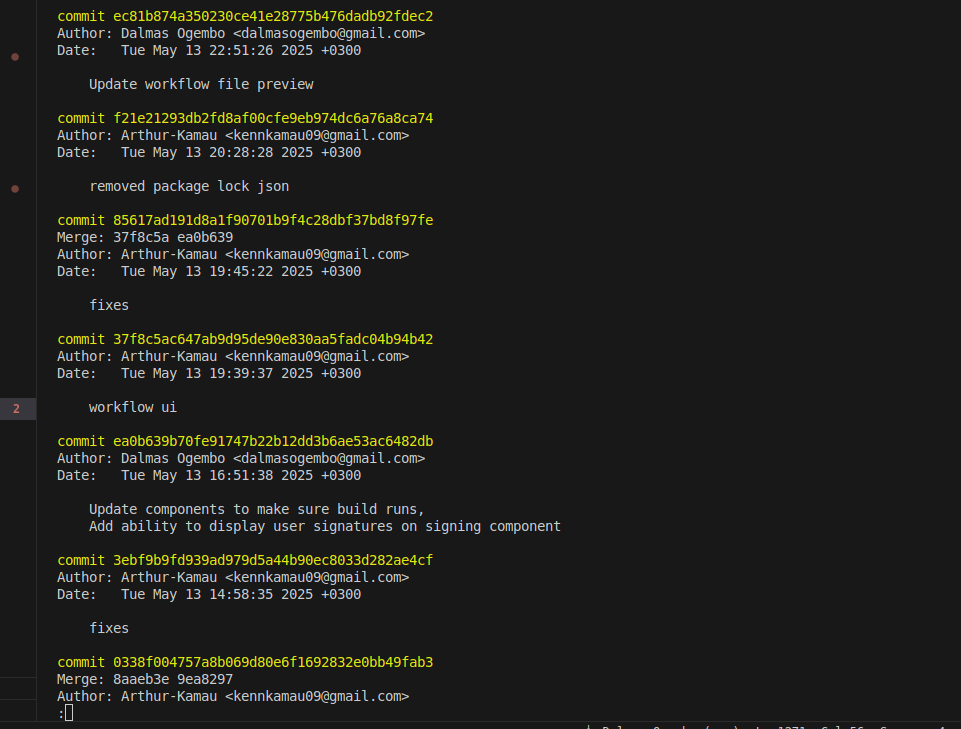 commit ec81b874a350230ce41e28775b476dadb92fdec2
Author: Dalmas Ogembo <dalmasogembo@gmail.com>
Date:   Tue May 13 22:51:26 2025 +0300
Update workflow file preview
commit f21e21293db2fd8af00cfe9eb974dc6a76a8ca74
Author: Arthur-Kamau <kennkamau09@gmail.com>
Date:   Tue May 13 20:28:28 2025 +0300
removed package lock json
commit 85617ad191d8a1f90701b9f4c28dbf37bd8f97fe
Merge: 37f8c5a ea0b639
Author: Arthur-Kamau <kennkamau09@gmail.com>
Date:   Tue May 13 19:45:22 2025 +0300
fixes
commit 37f8c5ac647ab9d95de90e830aa5fadc04b94b42
Author: Arthur-Kamau <kennkamau09@gmail.com>
Date:   Tue May 13 19:39:37 2025 +0300
2
workflow ui
commit ea0b639b70fe91747b22b12dd3b6ae53ac6482db
Author: Dalmas Ogembo <dalmasogembo@gmail.com>
Date:   Tue May 13 16:51:38 2025 +0300
Update components to make sure build runs,
Add ability to display user signatures on signing component
commit 3ebf9b9fd939ad979d5a44b90ec8033d282ae4cf
Author: Arthur-Kamau <kennkamau09@gmail.com>
Date:   Tue May 13 14:58:35 2025 +0300
fixes
commit 0338f004757a8b069d80e6f1692832e0bb49fab3
Merge: 8aaeb3e 9ea8297
Author: Arthur-Kamau <kennkamau09@gmail.com>
: